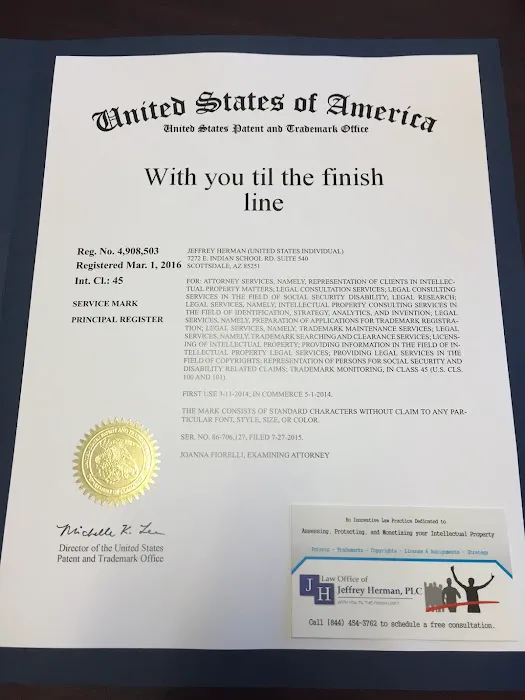 United States of America
United States Patent and Trademark Office
With you til the finish
line
Reg. No. 4,908,503
Registered Mar. 1, 2016
Int. Cl.: 45
SERVICE MARK
PRINCIPAL REGISTER
JEFFREY HERMAN (UNITED STATES INDIVIDUAL)
7272 E. INDIAN SCHOOL RD. SUITE 540
SCOTTSDALE, AZ 85251
FOR: ATTORNEY SERVICES, NAMELY, REPRESENTATION OF CLIENTS IN INTELLEC-
TUAL PROPERTY MATTERS; LEGAL CONSULTATION SERVICES; LEGAL CONSULTING
SERVICES IN THE FIELD OF SOCIAL SECURITY DISABILITY; LEGAL RESEARCH;
LEGAL SERVICES, NAMELY, INTELLECTUAL PROPERTY CONSULTING SERVICES IN
THE FIELD OF IDENTIFICATION, STRATEGY, ANALYTICS, AND INVENTION; LEGAL
SERVICES, NAMELY, PREPARATION OF APPLICATIONS FOR TRADEMARK REGISTRA-
TION; LEGAL SERVICES, NAMELY, TRADEMARK MAINTENANCE SERVICES; LEGAL
SERVICES, NAMELY, TRADEMARK SEARCHING AND CLEARANCE SERVICES; LICENS-
ING OF INTELLECTUAL PROPERTY; PROVIDING INFORMATION IN THE FIELD OF IN-
TELLECTUAL PROPERTY LEGAL SERVICES; PROVIDING LEGAL SERVICES IN THE
FIELD OF COPYRIGHTS; REPRESENTATION OF PERSONS FOR SOCIAL SECURITY AND
DISABILITY RELATED CLAIMS; TRADEMARK MONITORING, IN CLASS 45 (U.S. CLS.
100 AND 101).
FIRST USE 3-11-2014; IN COMMERCE 5-1-2014.
THE MARK CONSISTS OF STANDARD CHARACTERS WITHOUT CLAIM TO ANY PAR-
TICULAR FONT, STYLE, SIZE, OR COLOR.
SER. NO. 86-706,127, FILED 7-27-2015.
JOANNA FIORELLI, EXAMINING ATTORNEY
Michelle K. Lee
Director of the United States
Patent and Trademark Office
An Innovative Law Practice Dedicated to
Assessing, Protecting, and Monetizing your Intellectual Property
Patents - Trademarks - Copyrights - License & Assignments - Strategy
JH
Law Office of
Jeffrey Herman, PLC
WITH YOU 'TIL THE FINISH LINE!
Call (844) 454-3762 to schedule a free consultation.